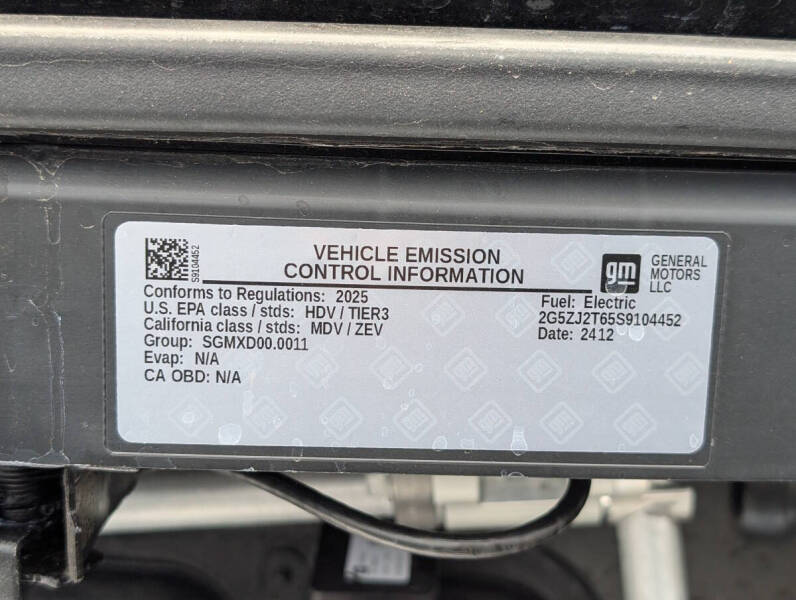 S9104452
VEHICLE EMISSION
CONTROL INFORMATION
gm
GENERAL
MOTORS
LLC
Conforms to Regulations: 2025
U.S. EPA class / stds: HDV / TIER3
California class / stds: MDV / ZEV
Group: SGMXD00.0011
Evap: N/A
CA OBD: N/A
Fuel: Electric
2G5ZJ2T65S9104452
Date: 2412